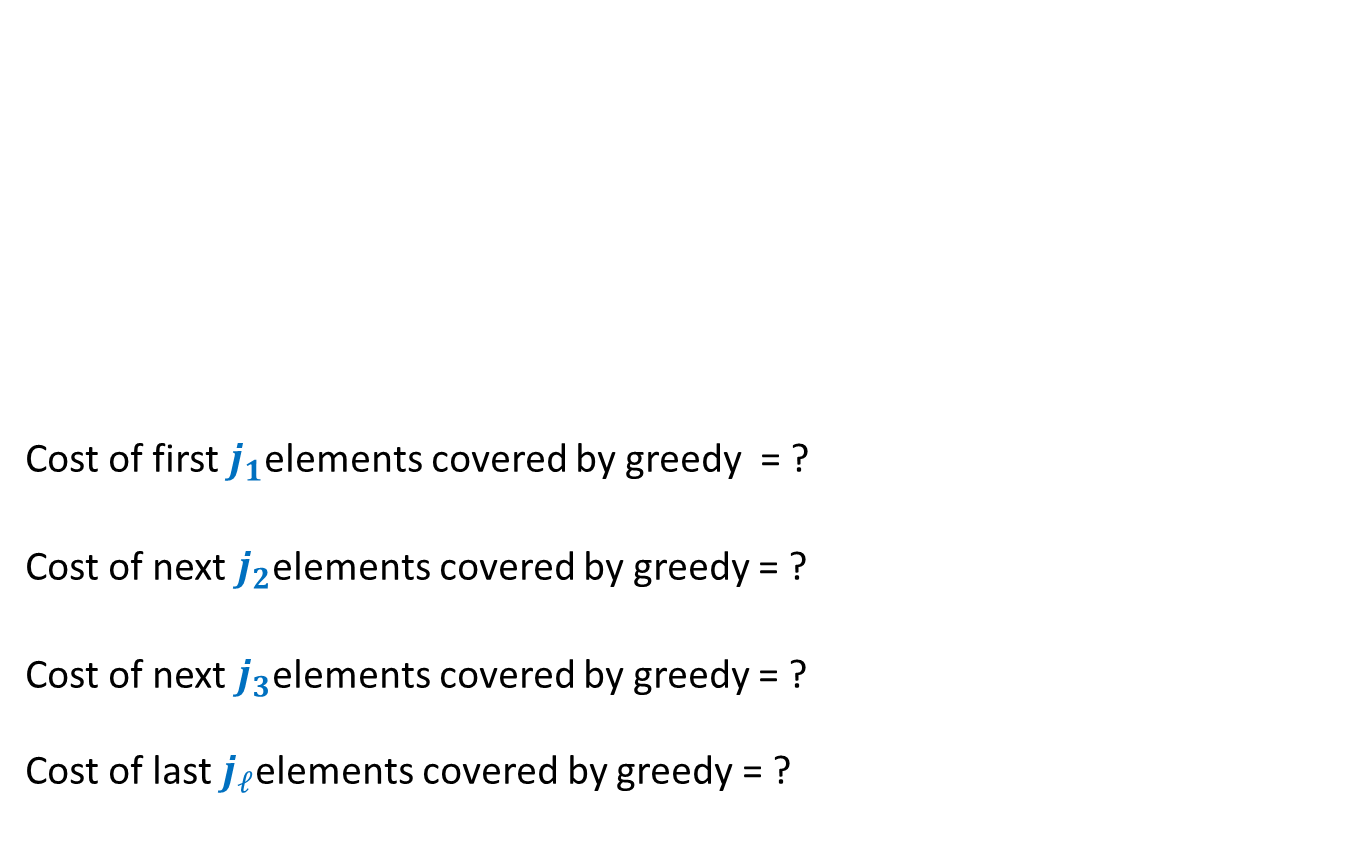 Cost of first j₁ elements covered by greedy = ?
Cost of next j₂ elements covered by greedy = ?
Cost of next j₃ elements covered by greedy = ?
Cost of last jℓ elements covered by greedy = ?